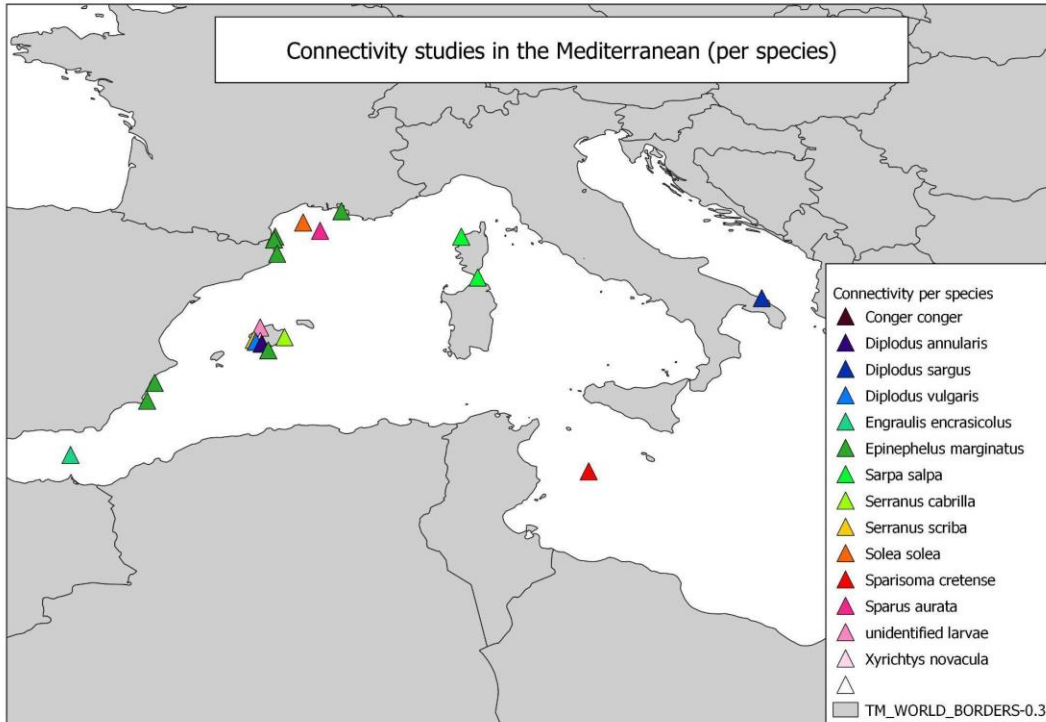 Connectivity studies in the Mediterranean (per species)
Connectivity per species
Conger conger
Diplodus annularis
Diplodus sargus
Diplodus vulgaris
Engraulis encrasicolus
Epinephelus marginatus
Sarpa salpa
Serranus cabrilla
Serranus scriba
Solea solea
Sparisoma cretense
Sparus aurata
unidentified larvae
Xyrichtys novacula
TM_WORLD_BORDERS-0.3